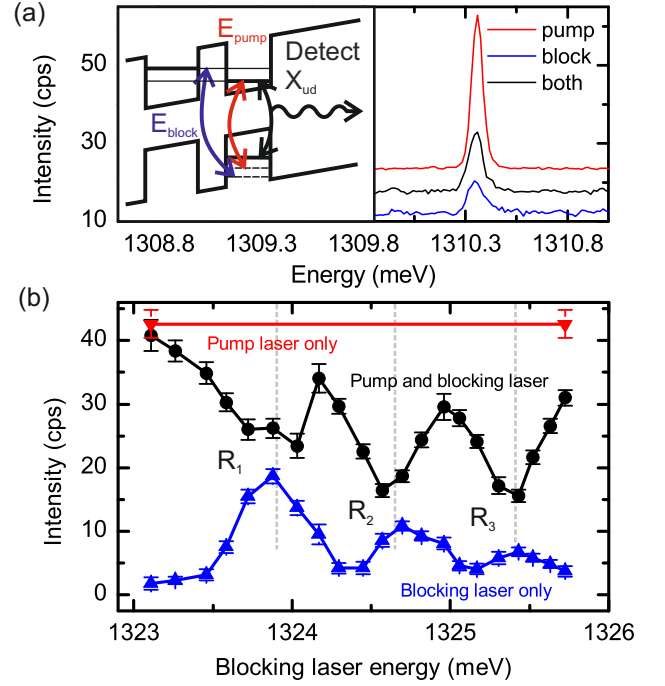 (a)
Intensity (cps)
50
30
10
E_pump
Detect
X_ud
E_block
pump
block
both
1308.8 1309.3 1309.8 1310.3 1310.8
Energy (meV)
(b)
Intensity (cps)
40
30
20
10
0
Pump laser only
Pump and blocking laser
R_1
R_2
R_3
Blocking laser only
1323 1324 1325 1326
Blocking laser energy (meV)